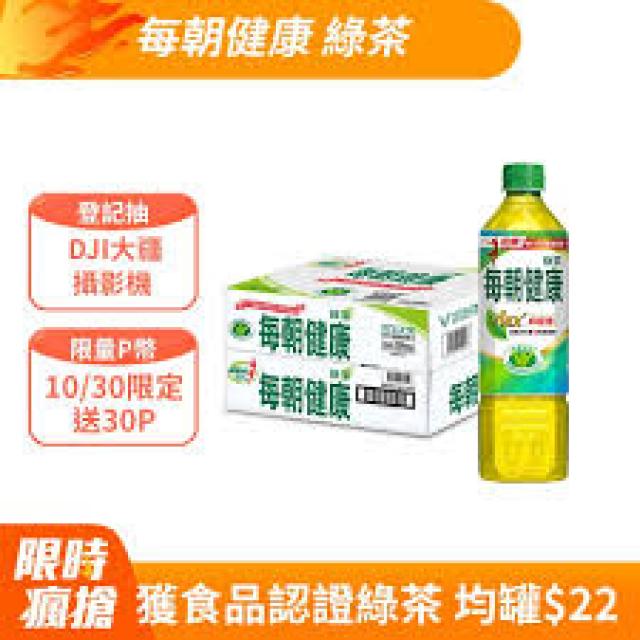 每朝健康 綠茶
登記抽
DJI大疆
攝影機
限量P幣
10/30限定
送30P
每朝健康
每朝健康
每朝
每朝健康
限時
瘋搶
獲食品認證綠茶 均罐$22